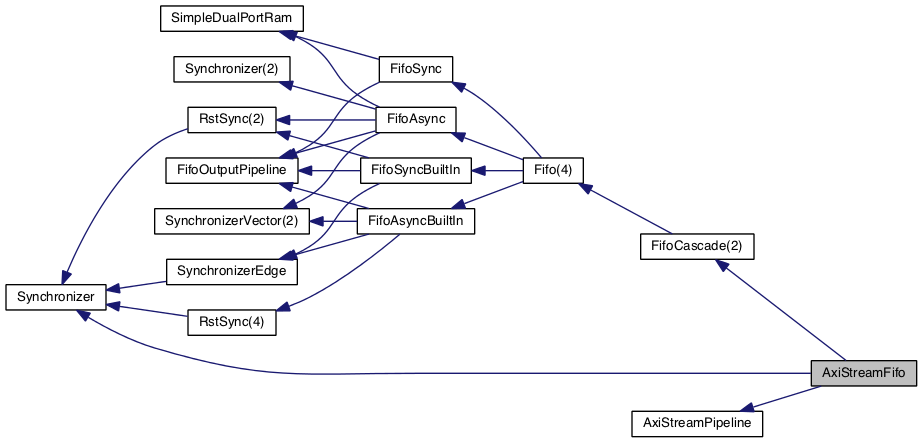 SimpleDualPortRam
Synchronizer(2)
FifoSync
RstSync(2)
FifoAsync
FifoOutputPipeline
FifoSyncBuiltIn
Fifo(4)
SynchronizerVector(2)
FifoAsyncBuiltIn
FifoCascade(2)
SynchronizerEdge
Synchronizer
RstSync(4)
AxiStreamFifo
AxiStreamPipeline